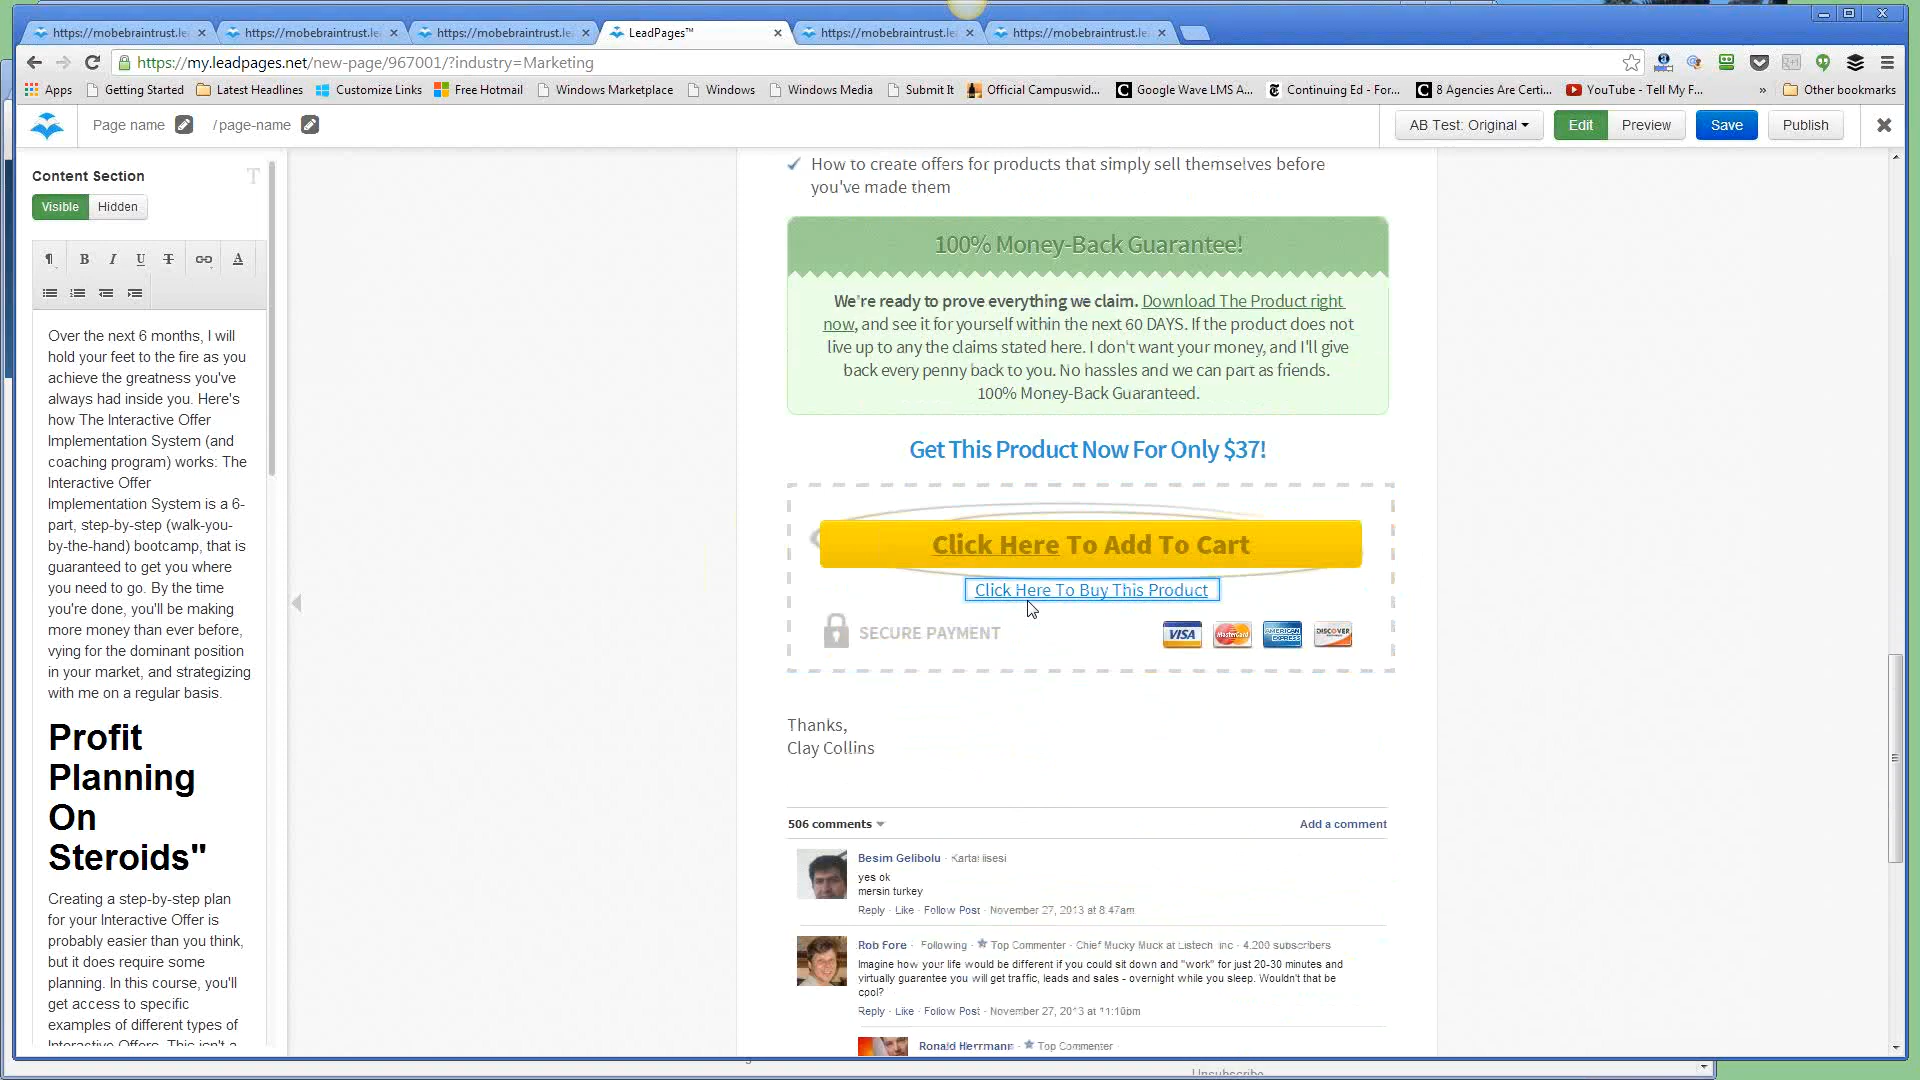 https://mobebraintrust.le
https://mobebraintrust.le
https://mobebraintrust.le
LeadPages™
https://mobebraintrust.le
https://mobebraintrust.le
https://my.leadpages.net/new-page/967001/?industry=Marketing
Apps
Getting Started
Latest Headlines
Customize Links
Free Hotmail
Windows Marketplace
Windows
Windows Media
Submit It
Official Campuswid...
Google Wave LMS A...
Continuing Ed - For...
8 Agencies Are Certi...
YouTube - Tell My F...
»
Other bookmarks
Page name
/page-name
AB Test: Original
Edit
Preview
Save
Publish
Content Section
Visible
Hidden
Over the next 6 months, I will
hold your feet to the fire as you
achieve the greatness you've
always had inside you. Here's
how The Interactive Offer
Implementation System (and
coaching program) works: The
Interactive Offer
Implementation System is a 6-
part, step-by-step (walk-you-
by-the-hand) bootcamp, that is
guaranteed to get you where
you need to go. By the time
you're done, you'll be making
more money than ever before,
vying for the dominant position
in your market, and strategizing
with me on a regular basis.
Profit
Planning
On
Steroids"
Creating a step-by-step plan
for your Interactive Offer is
probably easier than you think,
but it does require some
planning. In this course, you'll
get access to specific
examples of different types of
Interactive Offers. This isn't a
How to create offers for products that simply sell themselves before
you've made them
100% Money-Back Guarantee!
We're ready to prove everything we claim. Download The Product right
now, and see it for yourself within the next 60 DAYS. If the product does not
live up to any the claims stated here. I don't want your money, and I'll give
back every penny back to you. No hassles and we can part as friends.
100% Money-Back Guaranteed.
Get This Product Now For Only $37!
Click Here To Add To Cart
Click Here To Buy This Product
SECURE PAYMENT
VISA
MasterCard
AMERICAN EXPRESS
DISCOVER
Thanks,
Clay Collins
506 comments
Add a comment
Besim Gelibolu · Kartal lisesi
yes ok
mersin turkey
Reply · Like · Follow Post · November 27, 2013 at 8:47am
Rob Fore · Following · Top Commenter · Chief Mucky Muck at Listech Inc · 4,200 subscribers
Imagine how your life would be different if you could sit down and "work" for just 20-30 minutes and
virtually guarantee you will get traffic, leads and sales - overnight while you sleep. Wouldn't that be
cool?
Reply · Like · Follow Post · November 27, 2013 at 11:10pm
Ronald Herrmann · Top Commenter
Unsubscribe